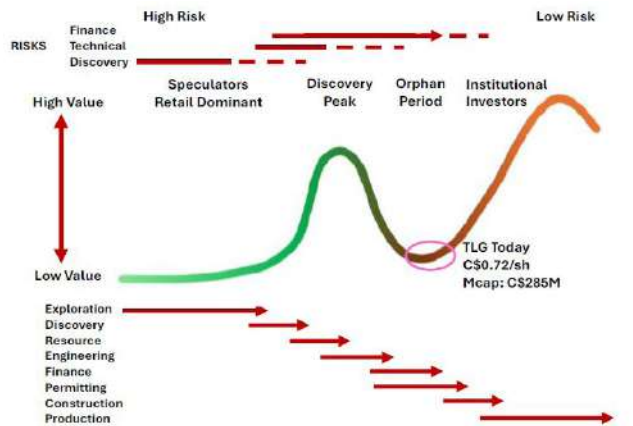 High Risk
Low Risk
RISKS
Finance
Technical
Discovery
Speculators
Retail Dominant
Discovery
Peak
Orphan
Period
Institutional
Investors
High Value
Low Value
TLG Today
C$0.72/sh
Mcap: C$285M
Exploration
Discovery
Resource
Engineering
Finance
Permitting
Construction
Production